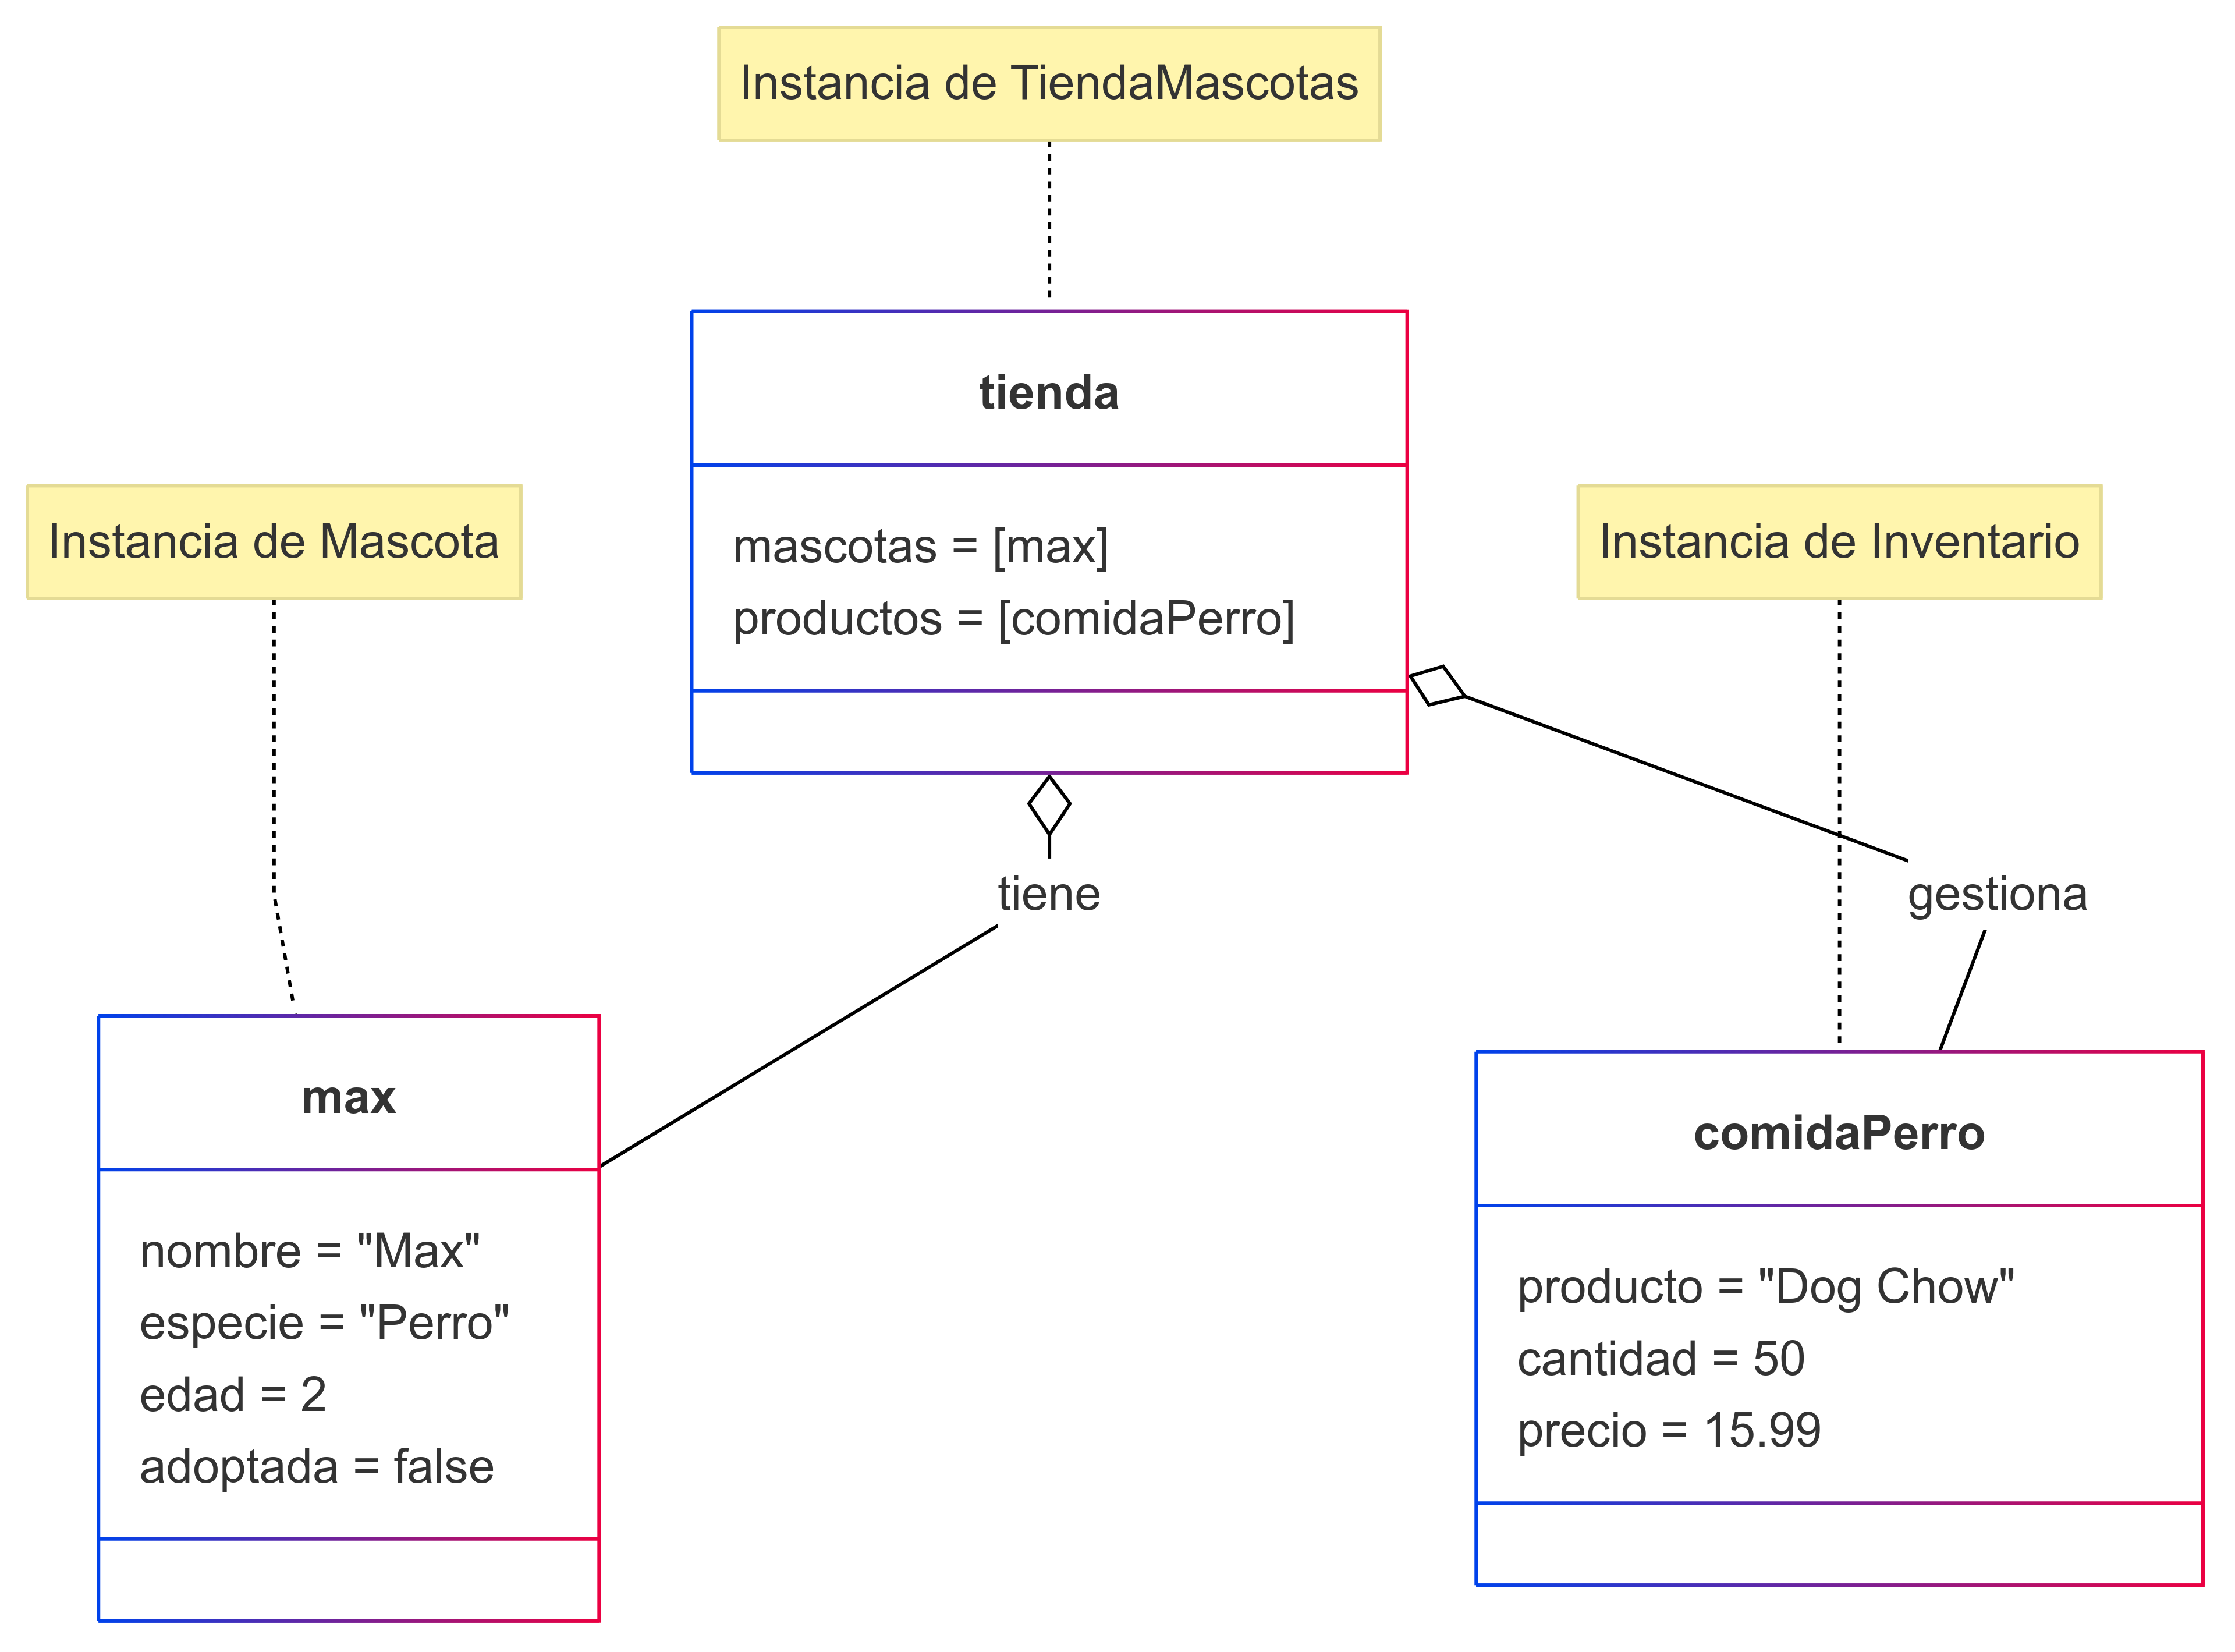 Instancia de TiendaMascotas
tienda
mascotas = [max]
productos = [comidaPerro]
Instancia de Mascota
Instancia de Inventario
tiene
gestiona
max
nombre = "Max"
especie = "Perro"
edad = 2
adoptada = false
comidaPerro
producto = "Dog Chow"
cantidad = 50
precio = 15.99